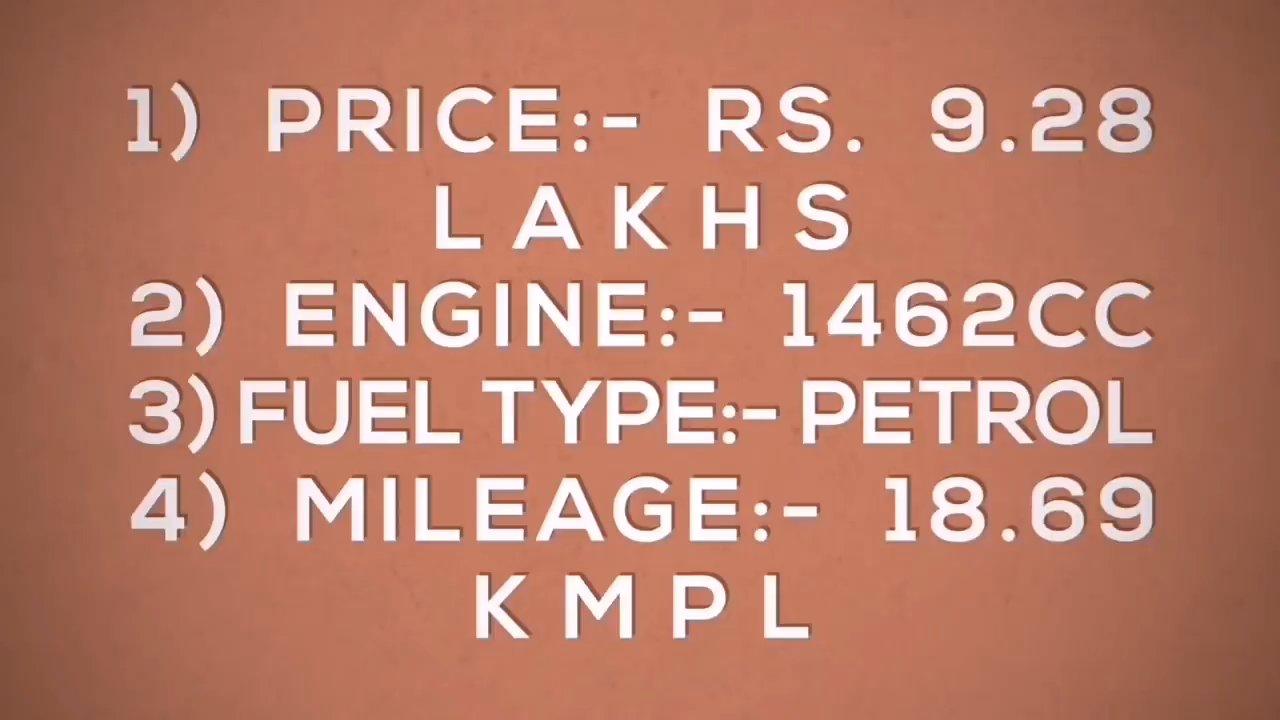 1) PRICE:- RS. 9.28
LAKHS
2) ENGINE:- 1462CC
3) FUEL TYPE:- PETROL
4) MILEAGE:- 18.69
KMPL